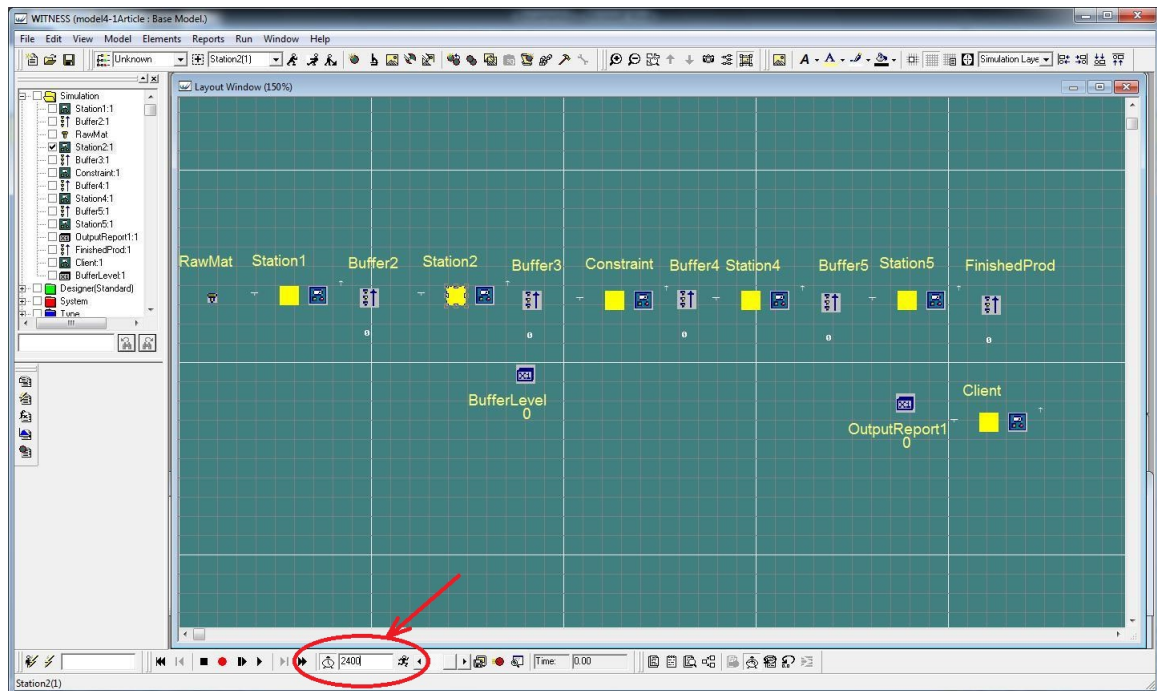 WITNESS (model4-1Article : Base Model.)
File Edit View Model Elements Reports Run Window Help
Unknown Station2(1) Simulation Laye
Simulation
Station1:1
Buffer2:1
RawMat
Station2:1
Buffer3:1
Constraint:1
Buffer4:1
Station4:1
Buffer5:1
Station5:1
OutputReport1:1
FinishedProd:1
Client:1
BufferLevel:1
Designer(Standard)
System
Type
Layout Window (150%)
RawMat Station1 Buffer2 Station2 Buffer3 Constraint Buffer4 Station4 Buffer5 Station5 FinishedProd
0 0 0 0 0
BufferLevel
0
Client
OutputReport1
0
2400 Time: 0.00
Station2(1)